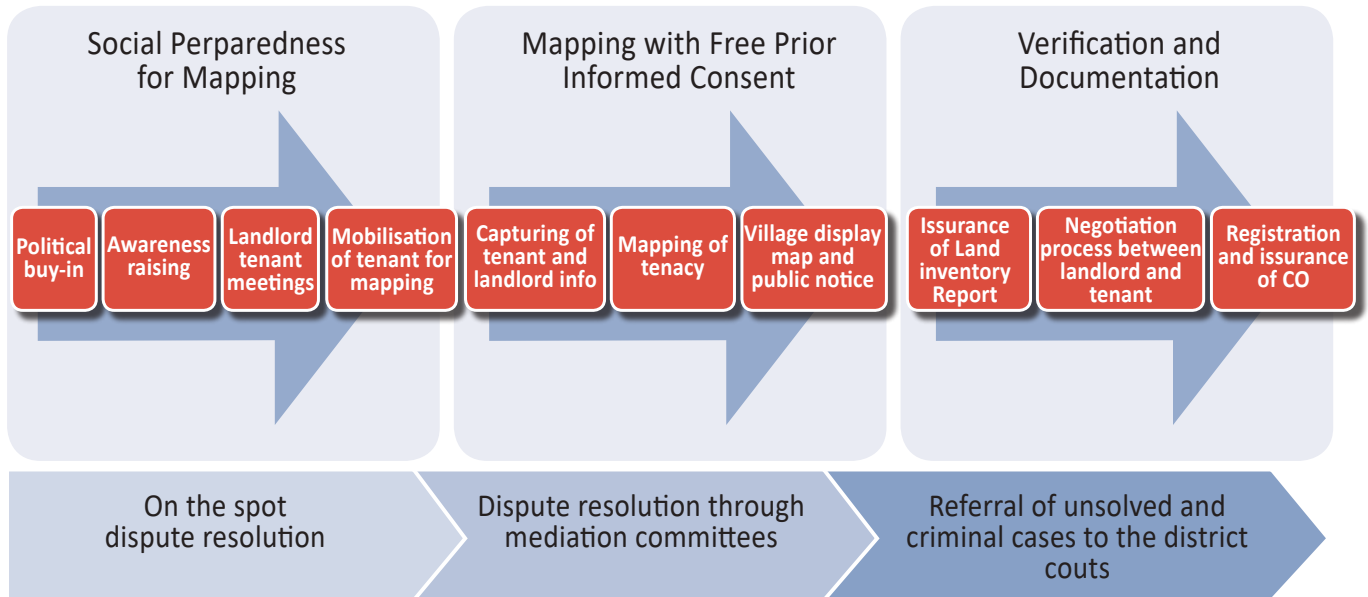 Social Perparedness
for Mapping
Mapping with Free Prior
Informed Consent
Verification and
Documentation
Political
buy-in
Awareness
raising
Landlord
tenant
meetings
Mobilisation
of tenant for
mapping
Capturing of
tenant and
landlord info
Mapping of
tenacy
Village display
map and
public notice
Issurance
of Land
inventory
Report
Negotiation
process between
landlord and
tenant
Registration
and issurance
of CO
On the spot
dispute resolution
Dispute resolution through
mediation committees
Referral of unsolved and
criminal cases to the district
couts